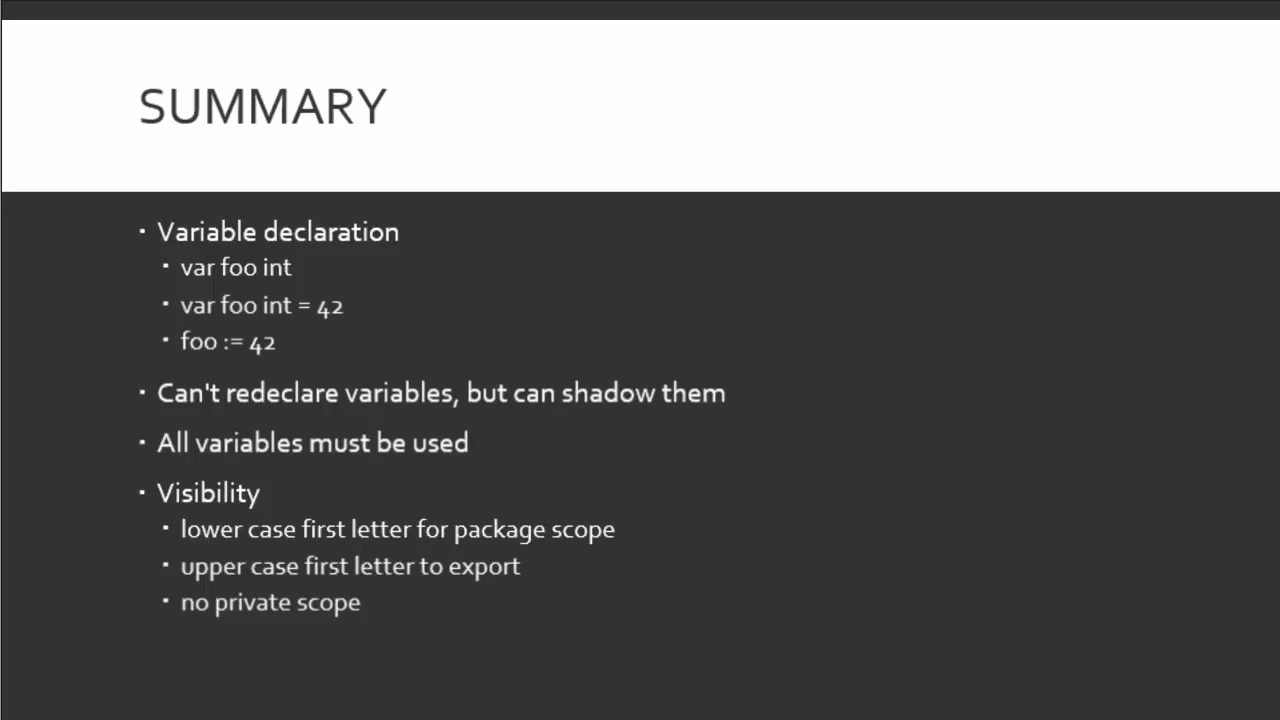 SUMMARY
Variable declaration
var foo int
var foo int = 42
foo := 42
Can't redeclare variables, but can shadow them
All variables must be used
Visibility
lower case first letter for package scope
upper case first letter to export
no private scope